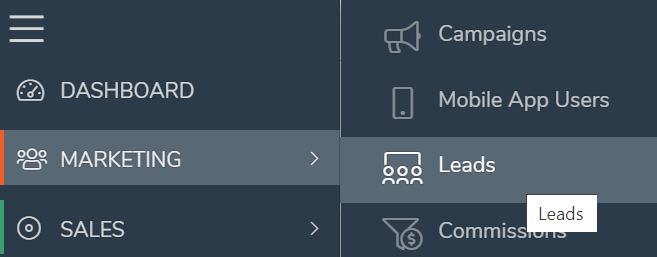 DASHBOARD
MARKETING
SALES
Campaigns
Mobile App Users
Leads
Leads
Commissions